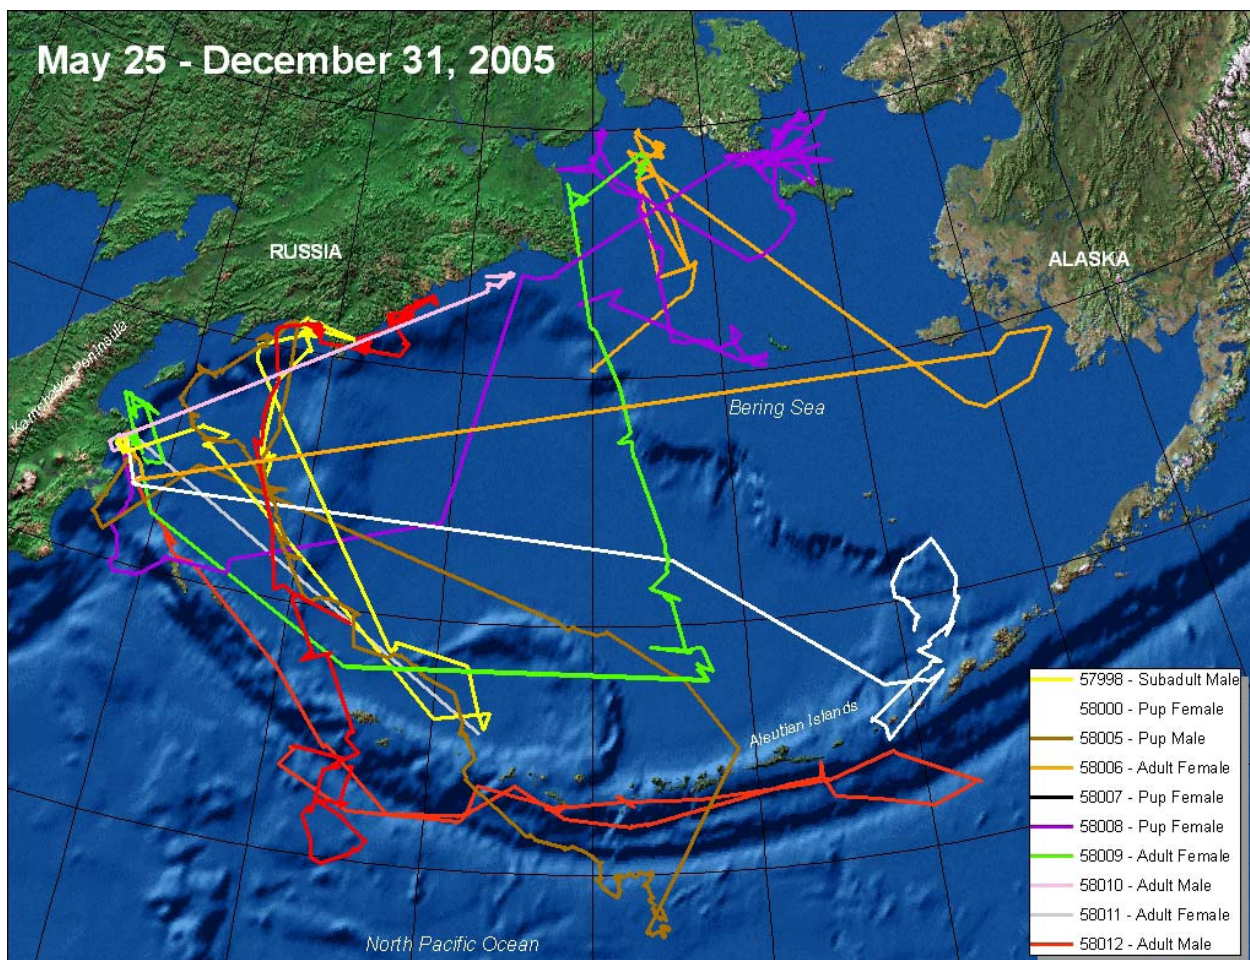 May 25 - December 31, 2005
RUSSIA
ALASKA
Kamchatka Peninsula
Bering Sea
Aleutian Islands
North Pacific Ocean
57998 - Subadult Male
58000 - Pup Female
58005 - Pup Male
58006 - Adult Female
58007 - Pup Female
58008 - Pup Female
58009 - Adult Female
58010 - Adult Male
58011 - Adult Female
58012 - Adult Male